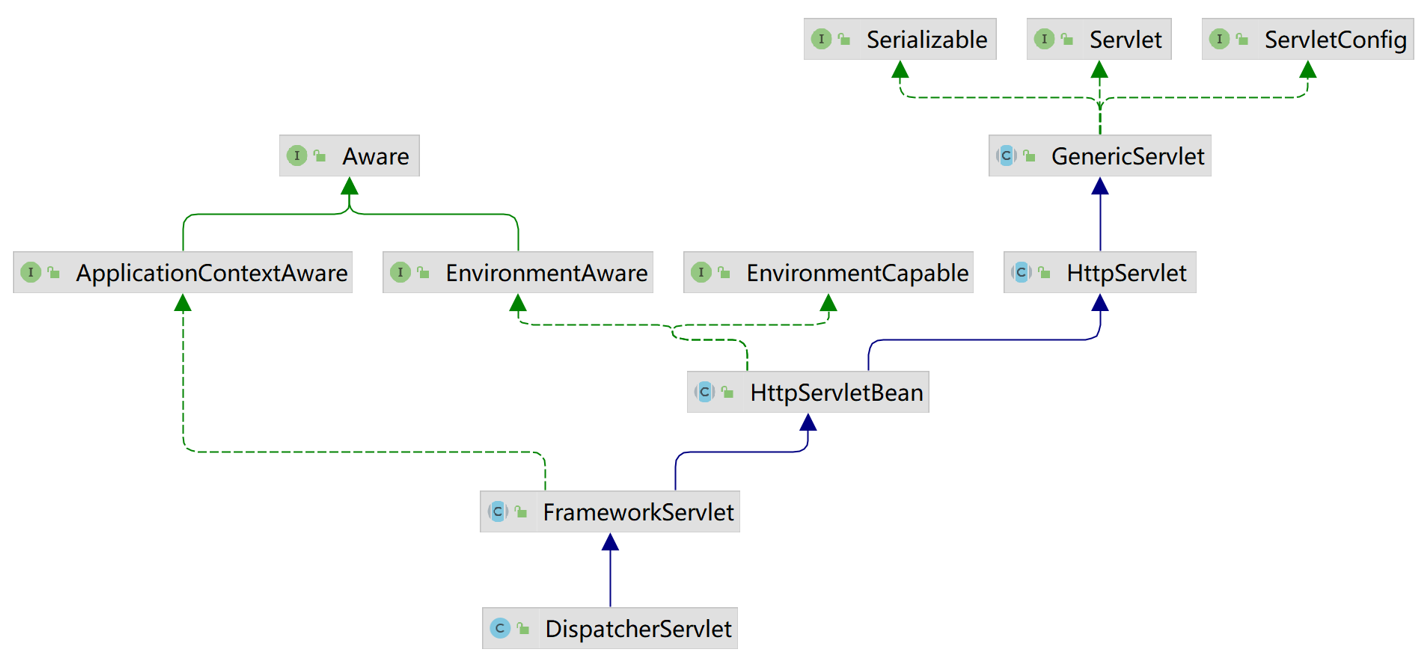 I Serializable
I Servlet
I ServletConfig
I Aware
C GenericServlet
I ApplicationContextAware
I EnvironmentAware
I EnvironmentCapable
C HttpServlet
C HttpServletBean
C FrameworkServlet
C DispatcherServlet